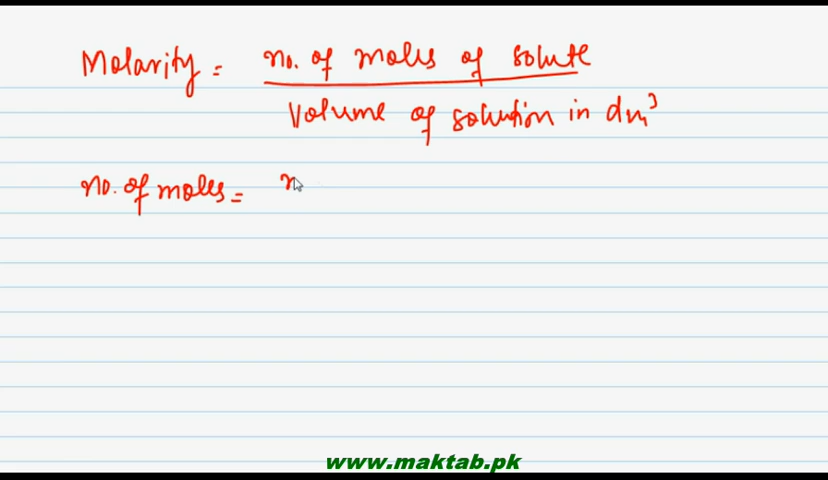 Molarity = no. of moles of solute
Volume of solution in dm³
no. of moles =
www.maktab.pk